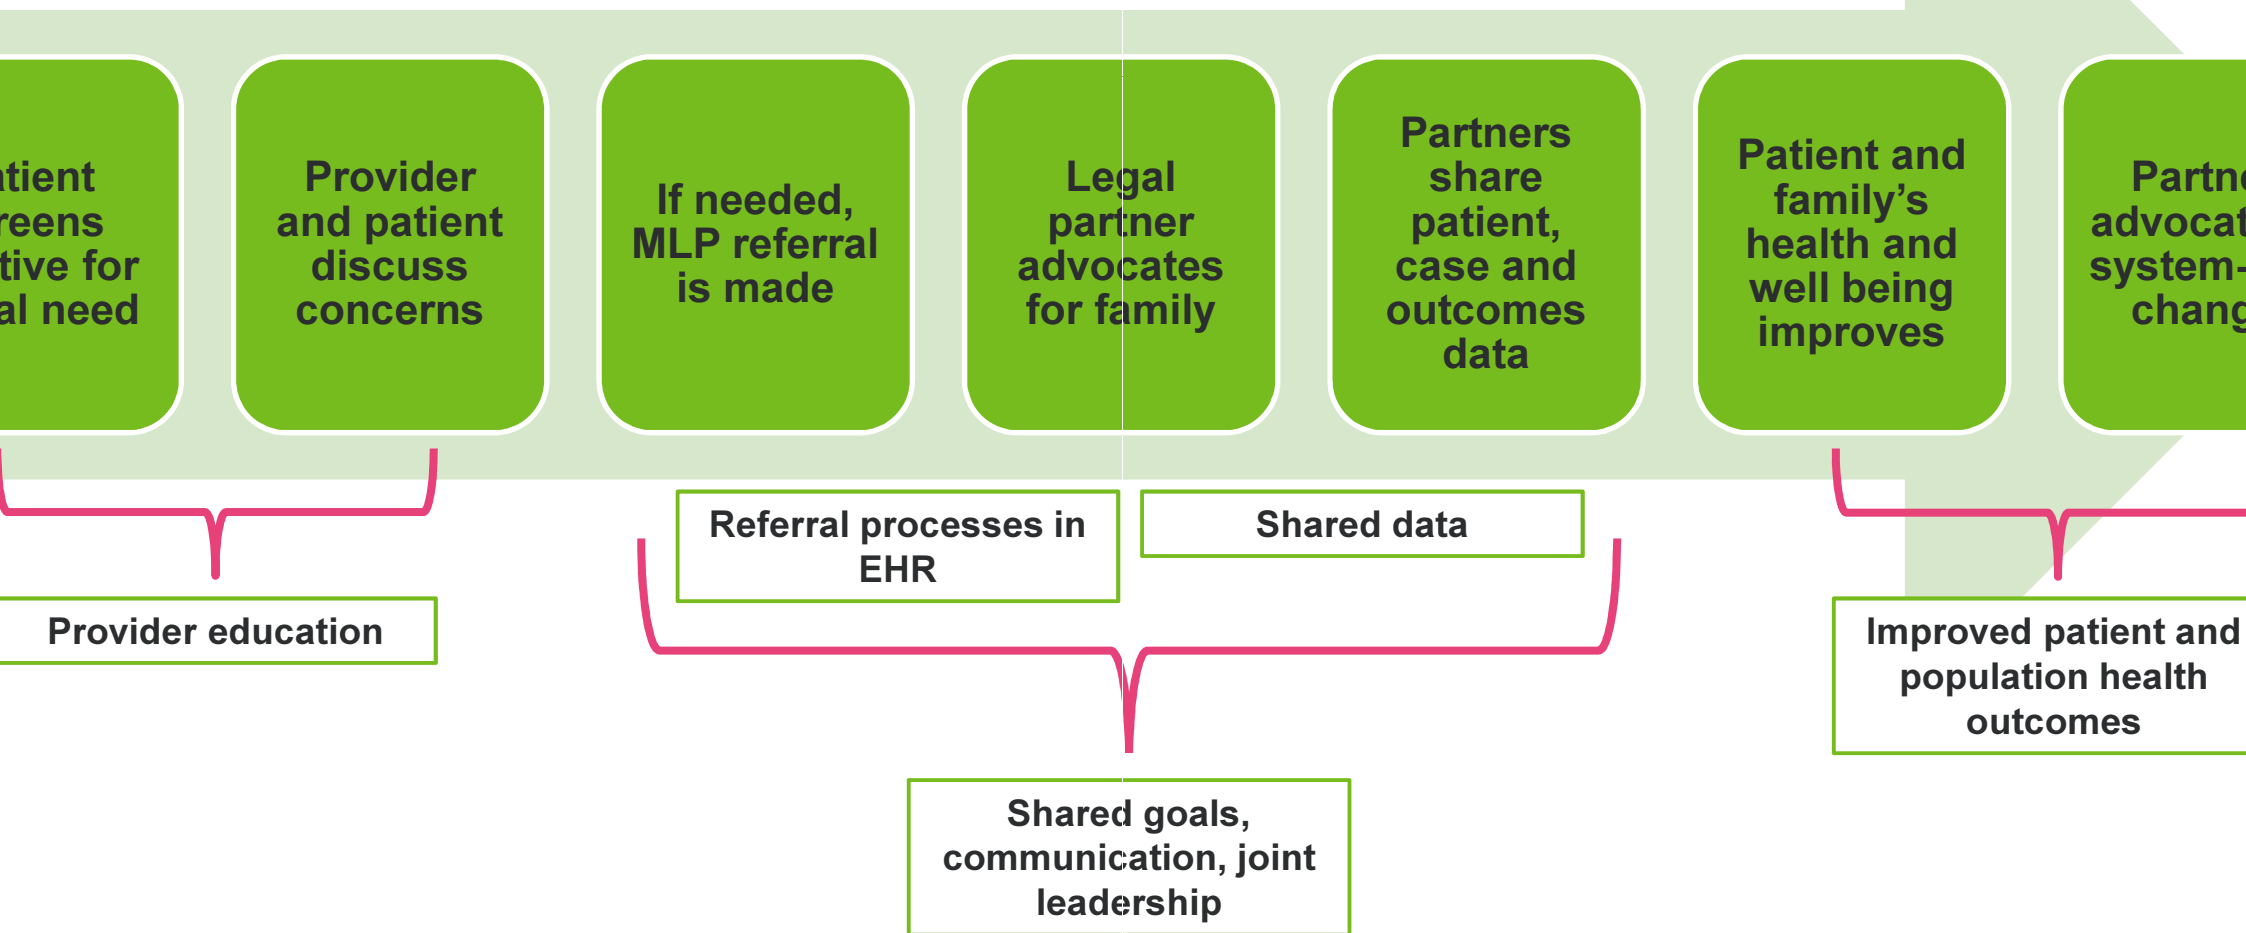 for
need
Provider
and patient
discuss
concerns
If needed,
MLP referral
is made
Legal
partner
advocates
for family
Partners
share
patient,
case and
outcomes
data
Patient and
family’s
health and
well being
improves
Referral processes in
EHR
Shared data
Provider education
Improved patient and
population health
outcomes
Shared goals,
communication, joint
leadership